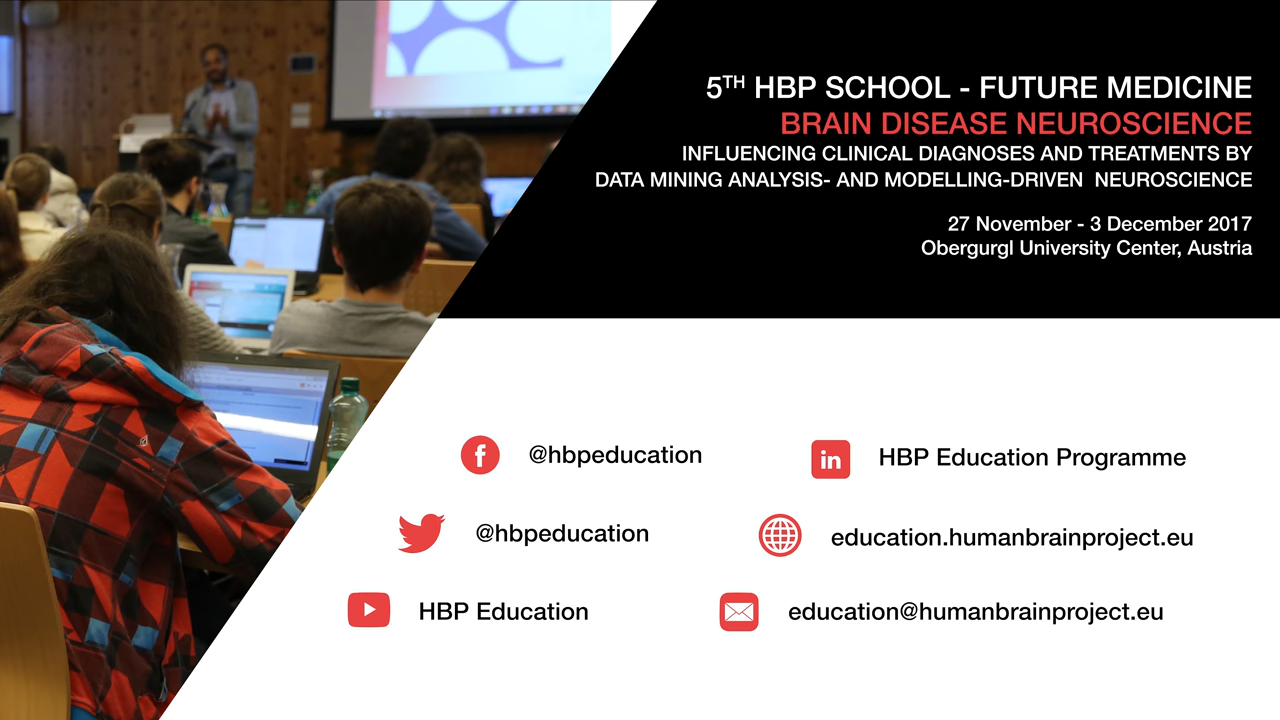 5TH HBP SCHOOL - FUTURE MEDICINE
BRAIN DISEASE NEUROSCIENCE
INFLUENCING CLINICAL DIAGNOSES AND TREATMENTS BY
DATA MINING ANALYSIS- AND MODELLING-DRIVEN NEUROSCIENCE
27 November - 3 December 2017
Obergurgl University Center, Austria
@hbpeducation
HBP Education Programme
@hbpeducation
education.humanbrainproject.eu
HBP Education
education@humanbrainproject.eu